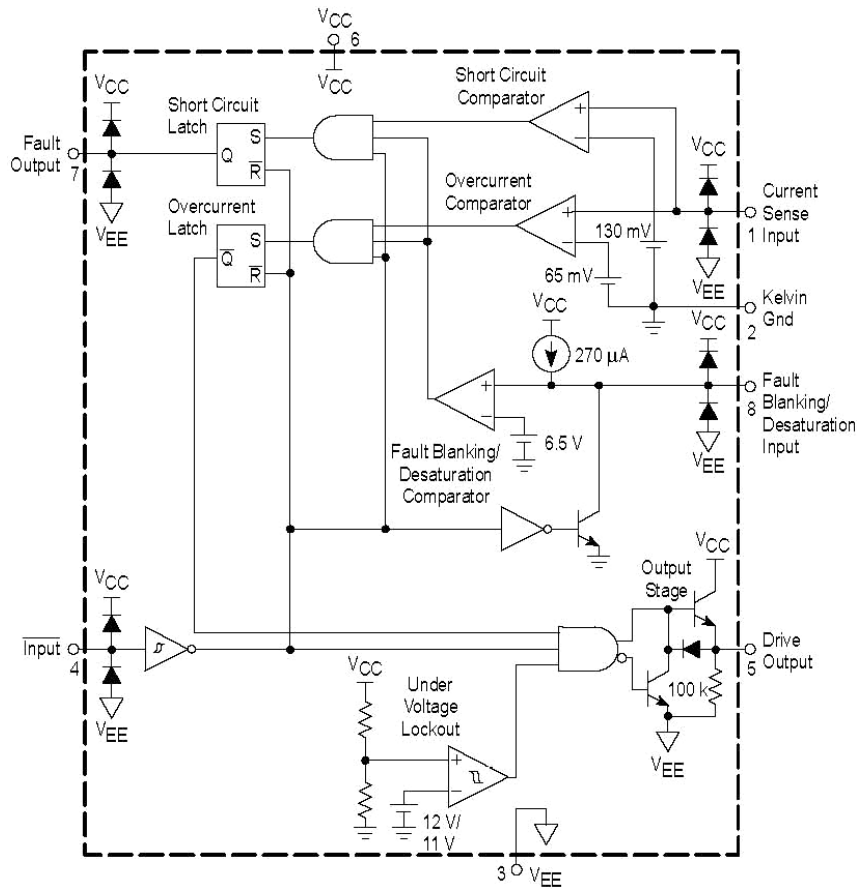 VCC
6
VCC
VCC
Short Circuit
Latch
Short Circuit
Comparator
Fault
Output
7
S
Q
R
+
–
VCC
Current
Sense
Input
1
VEE
Overcurrent
Latch
Overcurrent
Comparator
S
Q
R
+
–
130 mV
65 mV
VEE
Kelvin
Gnd
2
VCC
VCC
270 µA
+
–
6.5 V
Fault
Blanking/
Desaturation
Input
8
VEE
Fault Blanking/
Desaturation
Comparator
VCC
Output
Stage
VCC
Input
4
VEE
Drive
Output
5
100 k
VEE
VCC
Under
Voltage
Lockout
+
–
12 V/
11 V
3
VEE